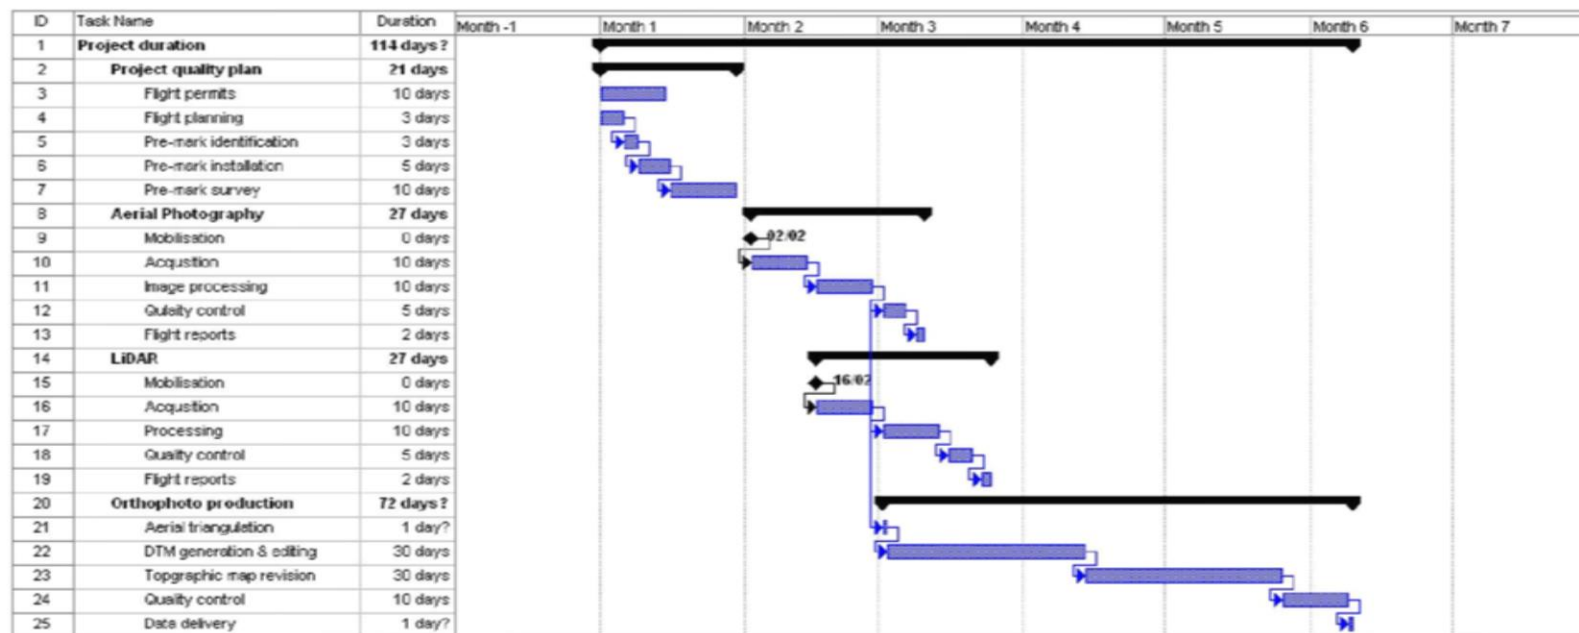 ID Task Name Duration Month -1 Month 1 Month 2 Month 3 Month 4 Month 5 Month 6 Month 7
1 Project duration 114 days?
2 Project quality plan 21 days
3 Flight permits 10 days
4 Flight planning 3 days
5 Pre-mark identification 3 days
6 Pre-mark installation 5 days
7 Pre-mark survey 10 days
8 Aerial Photography 27 days
9 Mobilisation 0 days 02/02
10 Acqusition 10 days
11 Image processing 10 days
12 Qulaity control 5 days
13 Flight reports 2 days
14 LiDAR 27 days
15 Mobilisation 0 days 16/02
16 Acqusition 10 days
17 Processing 10 days
18 Quality control 5 days
19 Flight reports 2 days
20 Orthophoto production 72 days?
21 Aerial triangulation 1 day?
22 DTM generation & editing 30 days
23 Topgraphic map revision 30 days
24 Quality control 10 days
25 Data delivery 1 day?